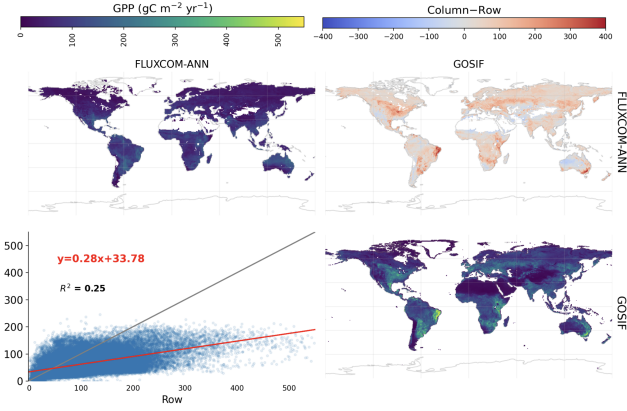 GPP (gC m⁻² yr⁻¹)
0 100 200 300 400 500
Column−Row
−400 −300 −200 −100 0 100 200 300 400
FLUXCOM-ANN
GOSIF
FLUXCOM-ANN
500
400
300
200
100
0
y=0.28x+33.78
R² = 0.25
0 100 200 300 400 500
Row
GOSIF